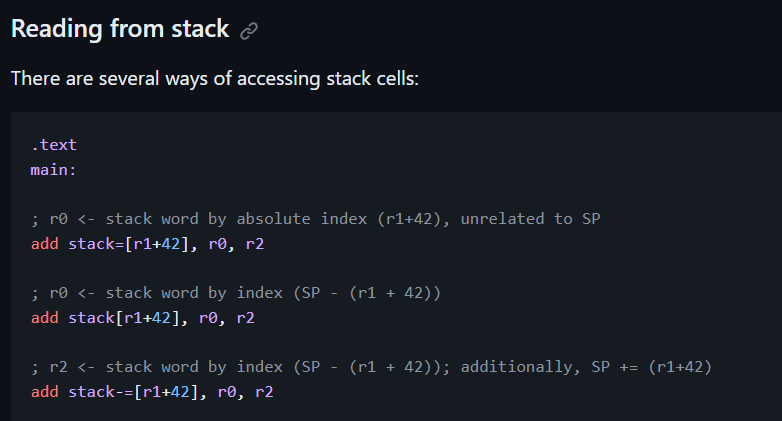 Reading from stack
There are several ways of accessing stack cells:
.text
main:
; r0 <- stack word by absolute index (r1+42), unrelated to SP
add stack=[r1+42], r0, r2
; r0 <- stack word by index (SP - (r1 + 42))
add stack[r1+42], r0, r2
; r2 <- stack word by index (SP - (r1 + 42)); additionally, SP += (r1+42)
add stack-=[r1+42], r0, r2